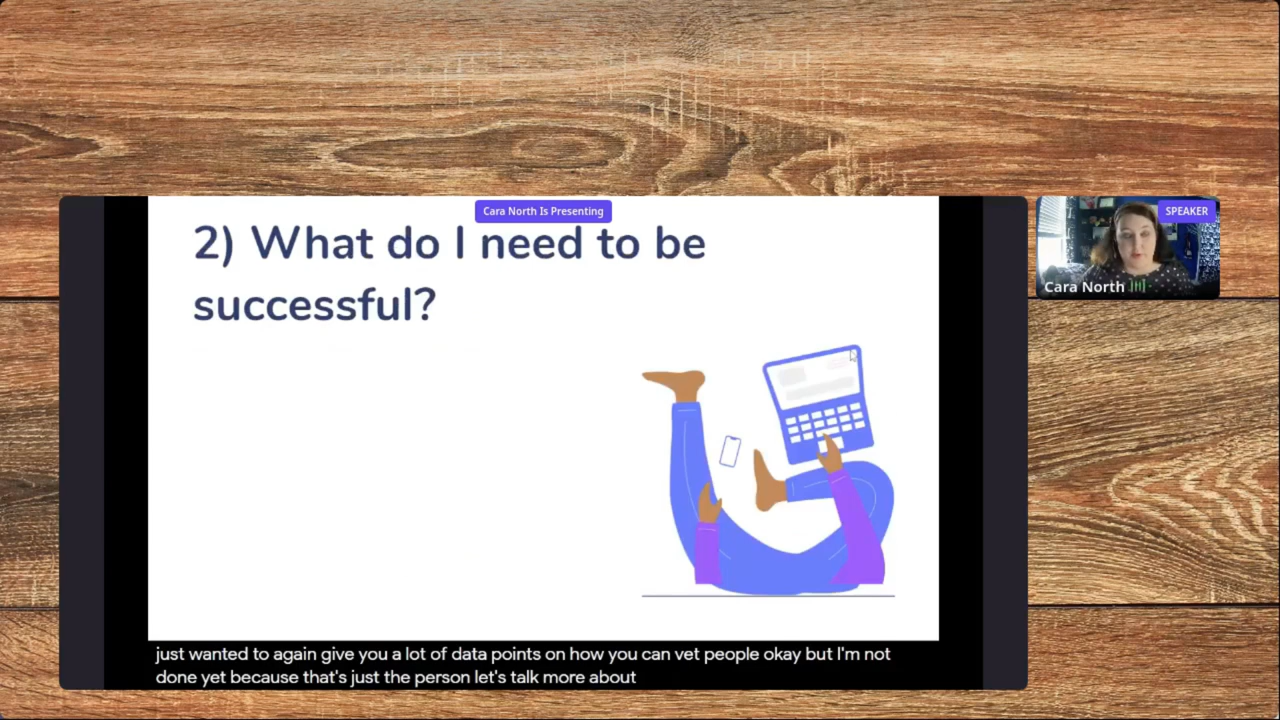 Cara North Is Presenting
2) What do I need to be
successful?
SPEAKER
Cara North
just wanted to again give you a lot of data points on how you can vet people okay but I'm not
done yet because that's just the person let's talk more about